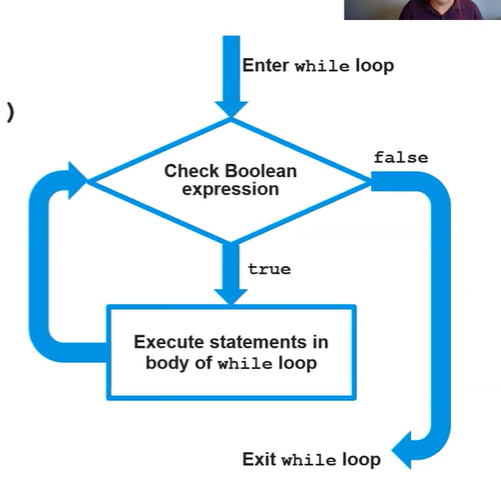 Enter while loop
)
false
Check Boolean
expression
true
Execute statements in
body of while loop
Exit while loop